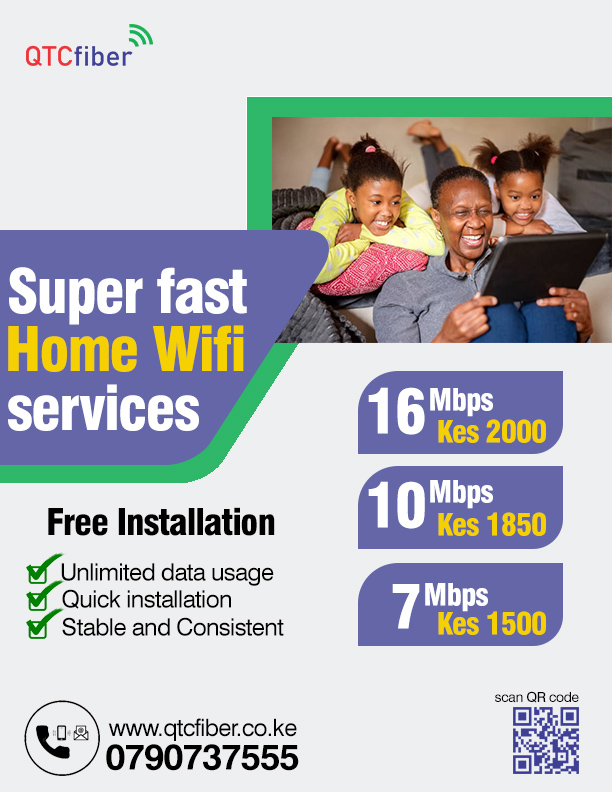 QTCfiber
Super fast
Home Wifi
services
16 Mbps
Kes 2000
10 Mbps
Kes 1850
7 Mbps
Kes 1500
Free Installation
Unlimited data usage
Quick installation
Stable and Consistent
scan QR code
www.qtcfiber.co.ke
0790737555